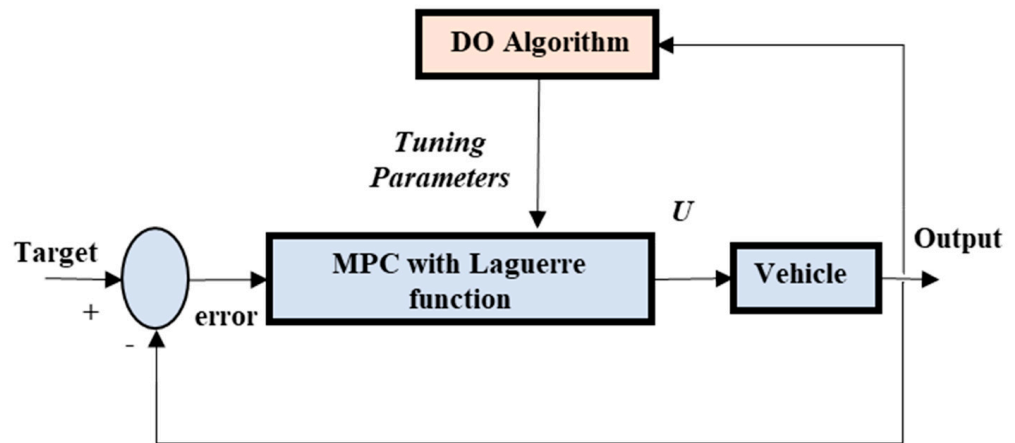 DO Algorithm
Tuning
Parameters
U
Target
Output
MPC with Laguerre
function
Vehicle
+
error
-